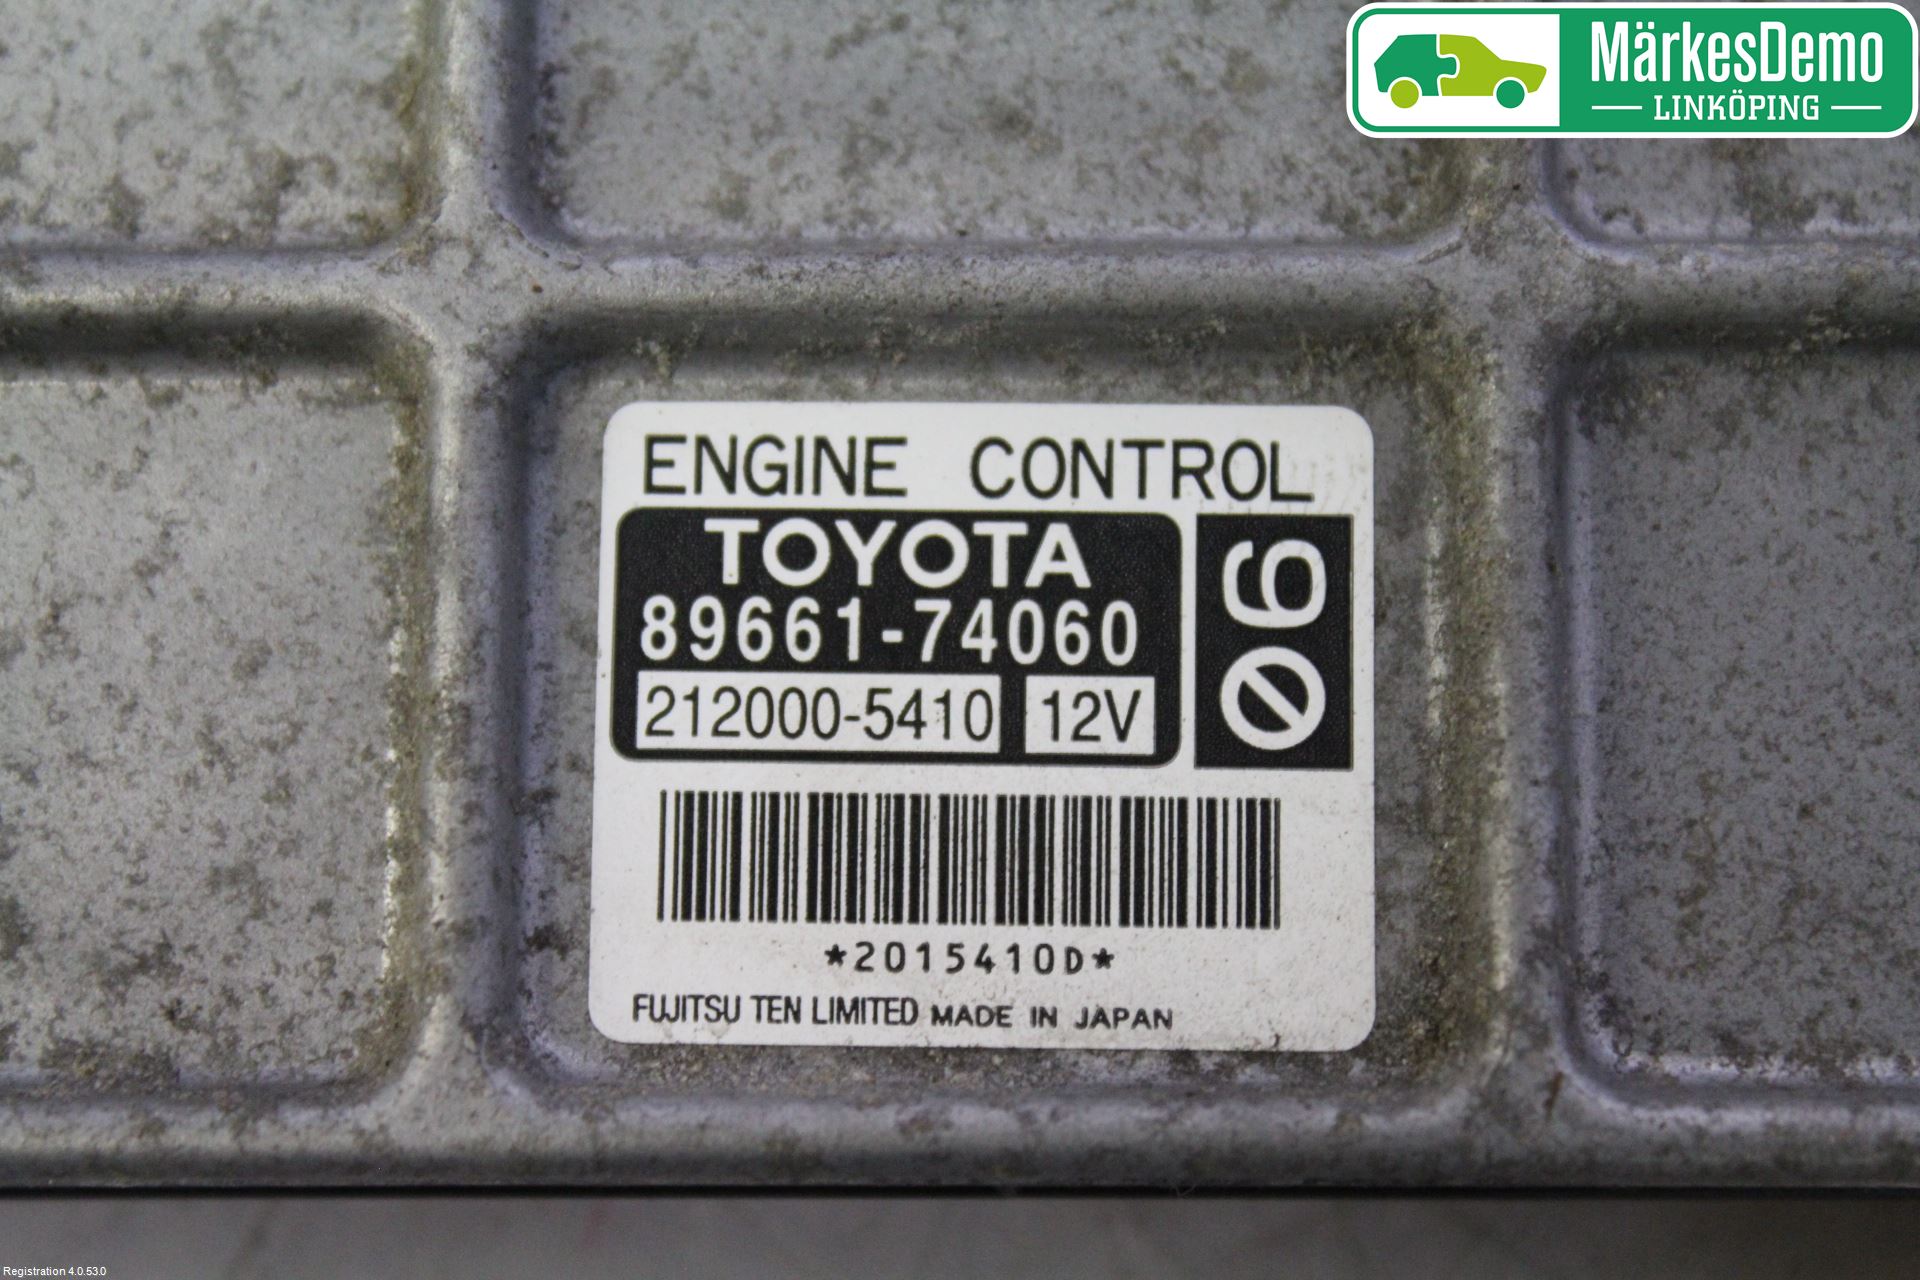 MärkesDemo
LINKÖPING
ENGINE CONTROL
TOYOTA
89661-74060
212000-5410 12V
06
*2015410D*
FUJITSU TEN LIMITED MADE IN JAPAN
Registration 4.0.53.0